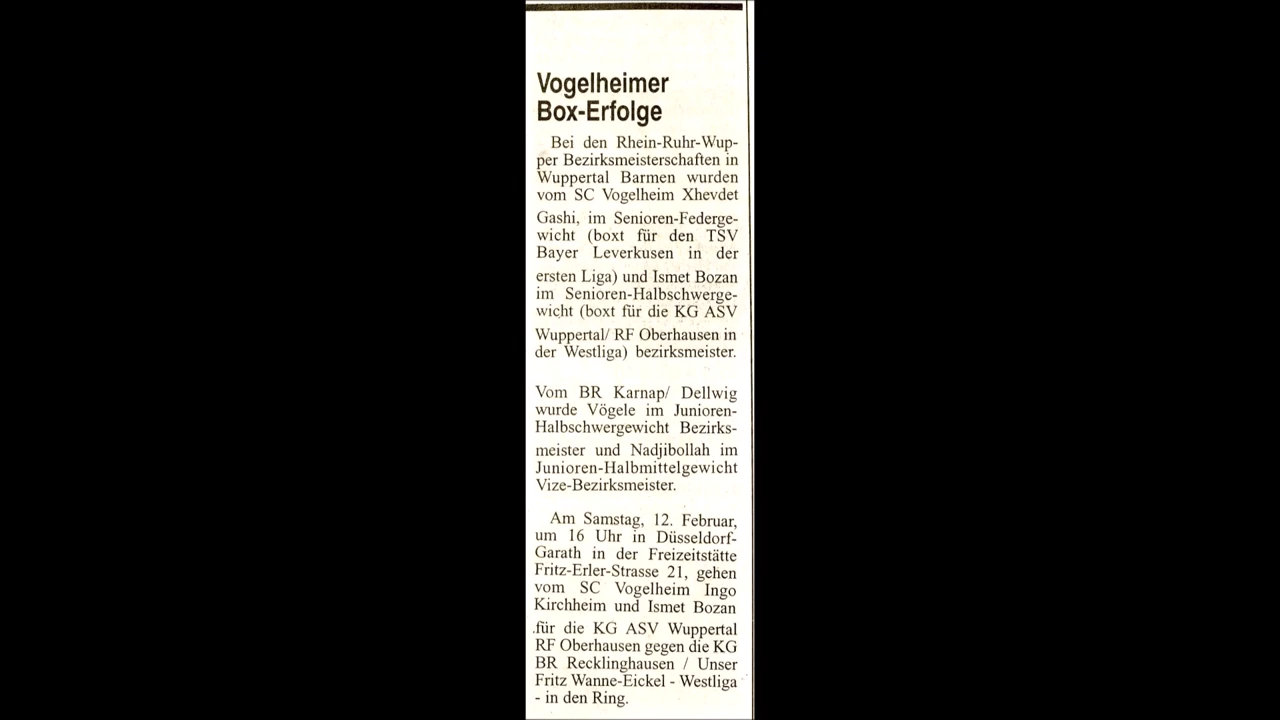 Vogelheimer
Box-Erfolge
Bei den Rhein-Ruhr-Wup-
per Bezirksmeisterschaften in
Wuppertal Barmen wurden
vom SC Vogelheim Xhevdet
Gashi, im Senioren-Federge-
wicht (boxt für den TSV
Bayer Leverkusen in der
ersten Liga) und Ismet Bozan
im Senioren-Halbschwerge-
wicht (boxt für die KG ASV
Wuppertal/ RF Oberhausen in
der Westliga) bezirksmeister.
Vom BR Karnap/ Dellwig
wurde Vögele im Junioren-
Halbschwergewicht Bezirks-
meister und Nadjibollah im
Junioren-Halbmittelgewicht
Vize-Bezirksmeister.
Am Samstag, 12. Februar,
um 16 Uhr in Düsseldorf-
Garath in der Freizeitstätte
Fritz-Erler-Strasse 21, gehen
vom SC Vogelheim Ingo
Kirchheim und Ismet Bozan
für die KG ASV Wuppertal
RF Oberhausen gegen die KG
BR Recklinghausen / Unser
Fritz Wanne-Eickel - Westliga
- in den Ring.